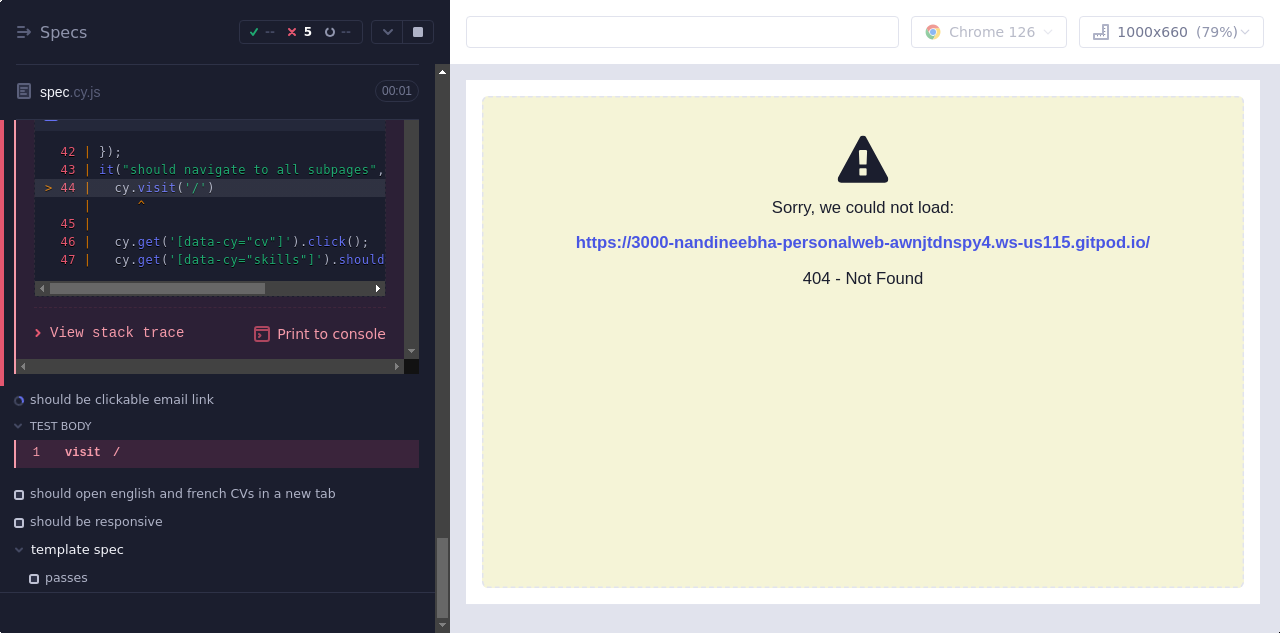 Specs
-- 5 --
Chrome 126
1000x660 (79%)
spec.cy.js
00:01
42 | });
43 | it("should navigate to all subpages",
> 44 |   cy.visit('/')
|      ^
45 |
46 |   cy.get('[data-cy="cv"]').click();
47 |   cy.get('[data-cy="skills"]').should
View stack trace
Print to console
should be clickable email link
TEST BODY
1 visit /
should open english and french CVs in a new tab
should be responsive
template spec
passes
Sorry, we could not load:
https://3000-nandineebha-personalweb-awnjtdnspy4.ws-us115.gitpod.io/
404 - Not Found